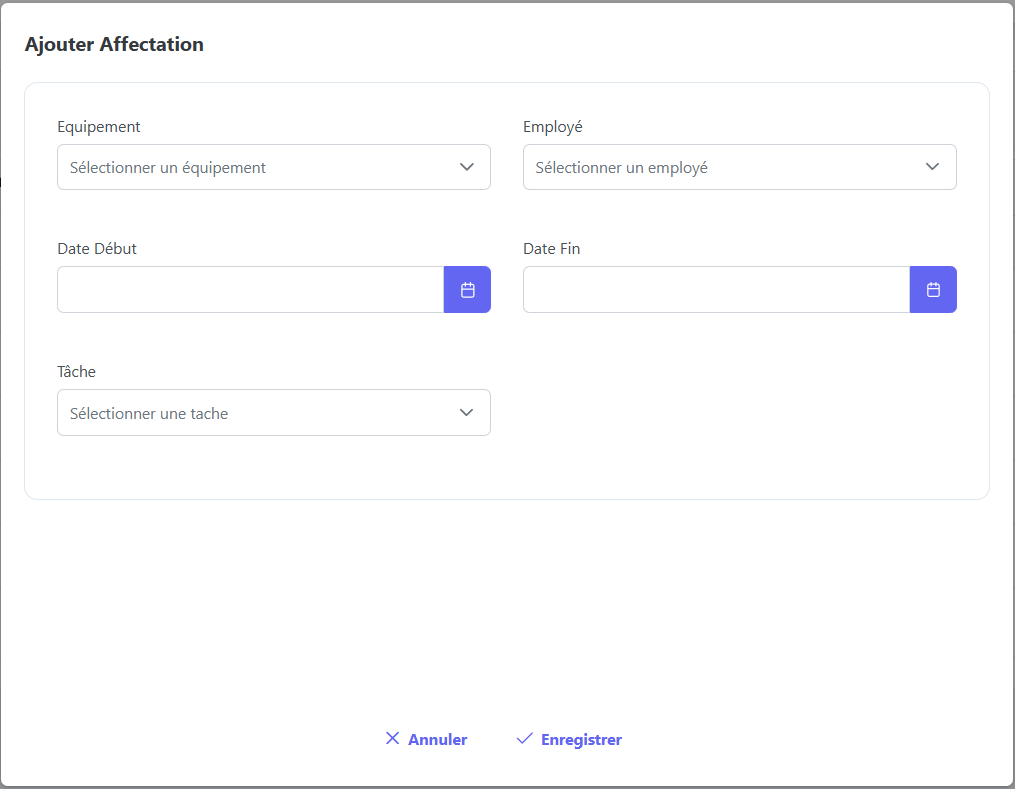 Ajouter Affectation
Equipement
Employé
Sélectionner un équipement
Sélectionner un employé
Date Début
Date Fin
Tâche
Sélectionner une tache
Annuler
Enregistrer